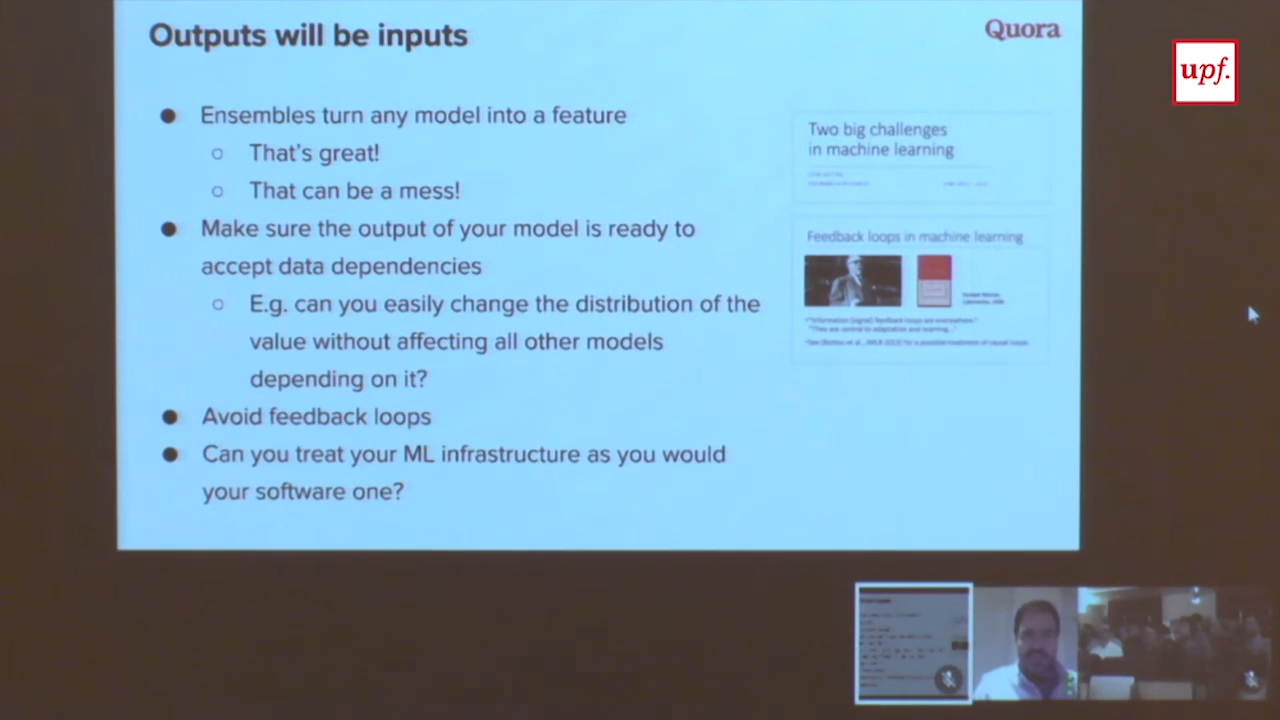 Outputs will be inputs
Quora
upf.
Ensembles turn any model into a feature
That's great!
That can be a mess!
Make sure the output of your model is ready to
accept data dependencies
E.g. can you easily change the distribution of the
value without affecting all other models
depending on it?
Avoid feedback loops
Can you treat your ML infrastructure as you would
your software one?
Two big challenges
in machine learning
Feedback loops in machine learning